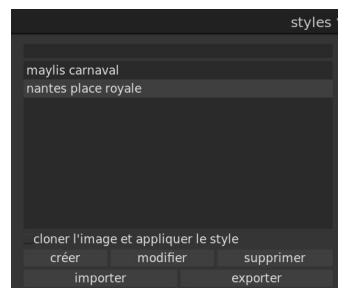 styles
maylis carnaval
nantes place royale
cloner l'image et appliquer le style
créer modifier supprimer
importer exporter